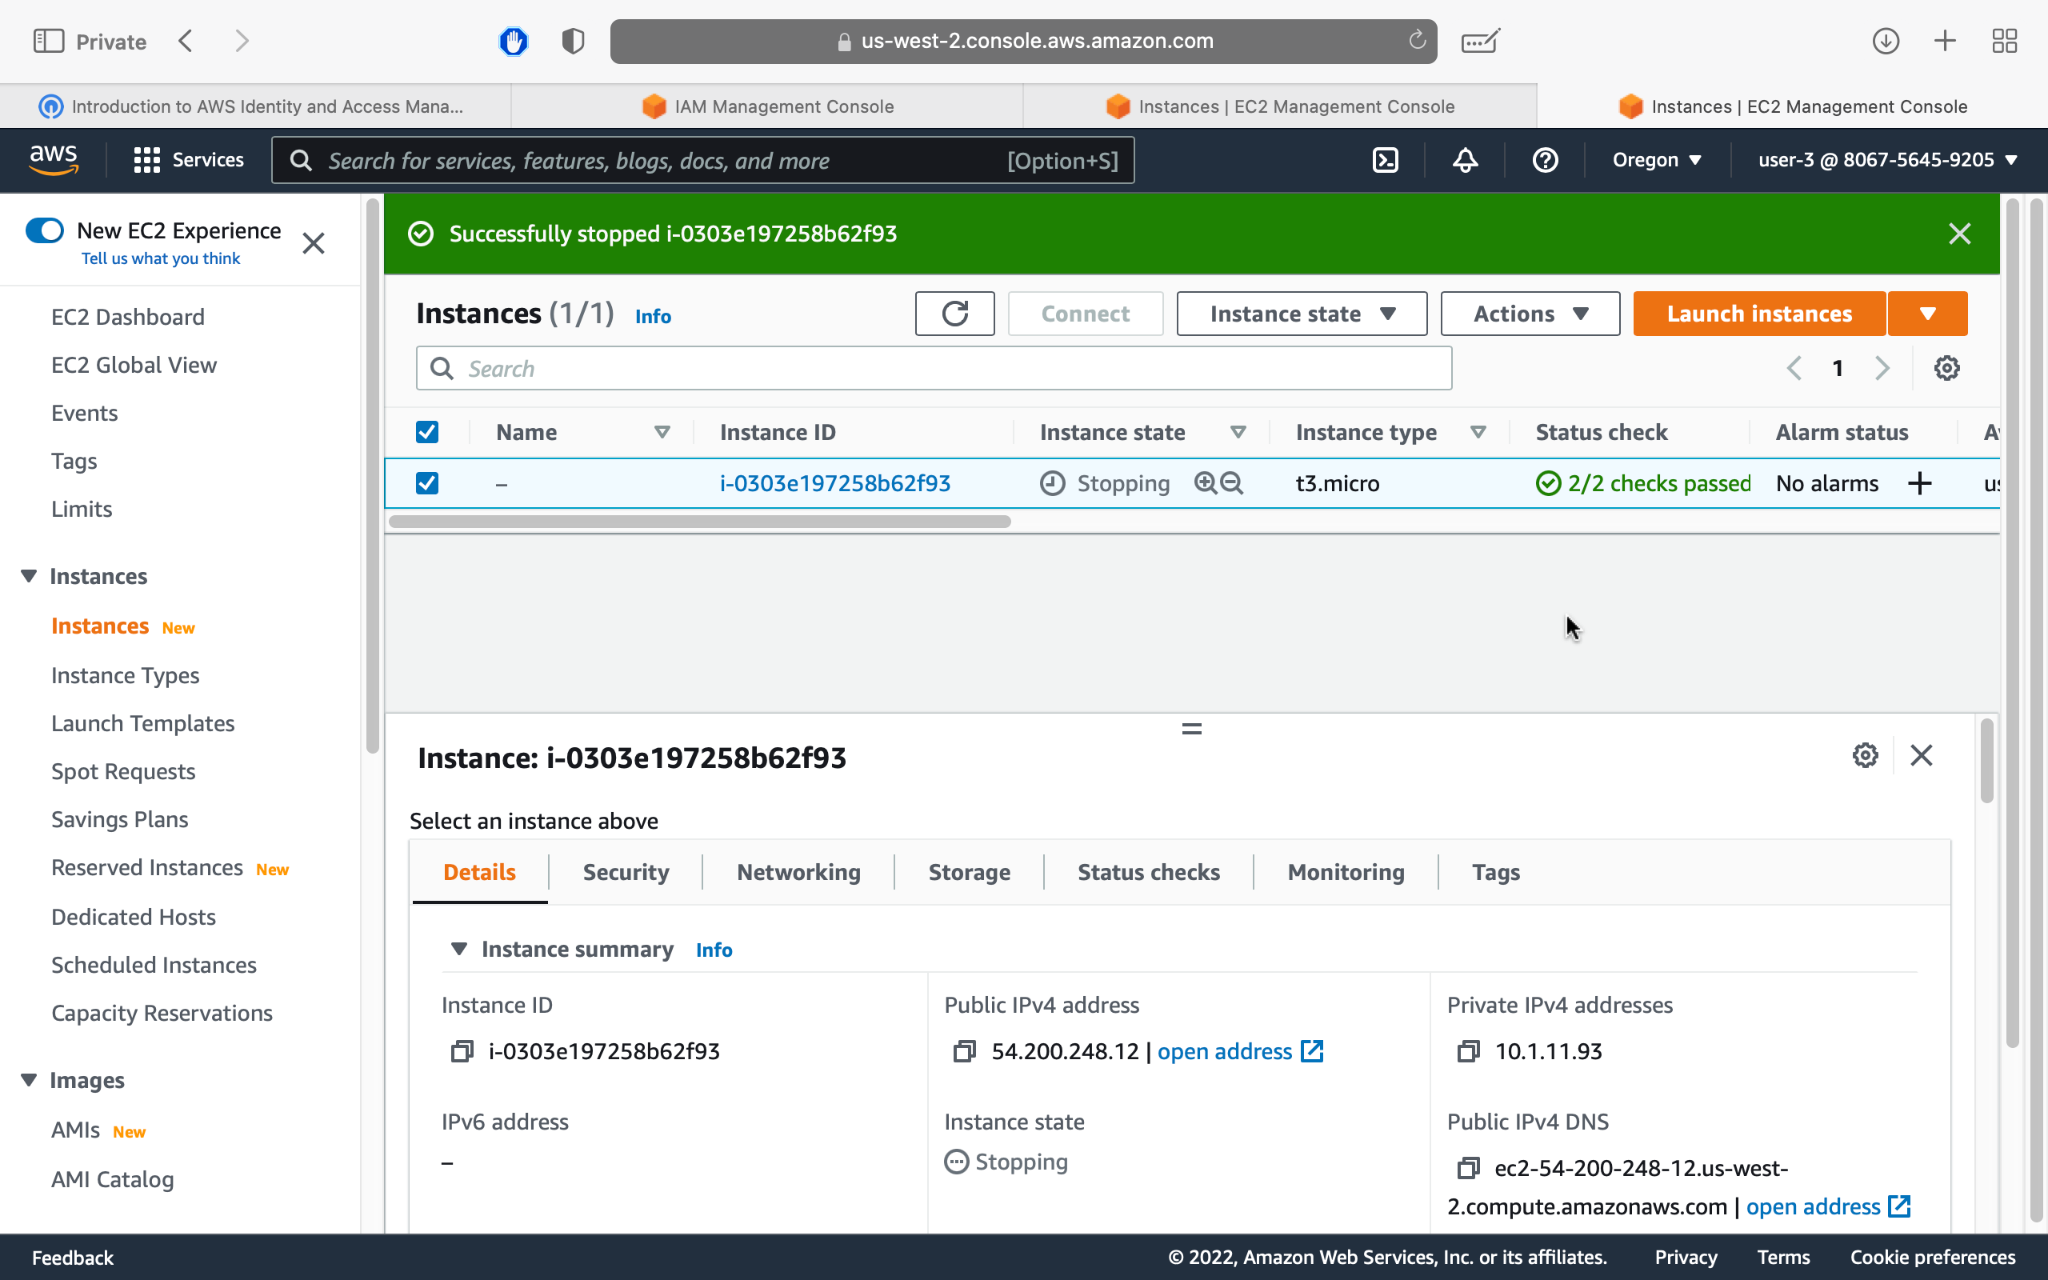 Private
us-west-2.console.aws.amazon.com
Introduction to AWS Identity and Access Mana...
IAM Management Console
Instances | EC2 Management Console
Instances | EC2 Management Console
aws
Services
Search for services, features, blogs, docs, and more
[Option+S]
Oregon
user-3 @ 8067-5645-9205
New EC2 Experience
Tell us what you think
EC2 Dashboard
EC2 Global View
Events
Tags
Limits
Instances
Instances New
Instance Types
Launch Templates
Spot Requests
Savings Plans
Reserved Instances New
Dedicated Hosts
Scheduled Instances
Capacity Reservations
Images
AMIs New
AMI Catalog
Successfully stopped i-0303e197258b62f93
Instances (1/1) Info
Connect
Instance state
Actions
Launch instances
Search
1
Name
Instance ID
Instance state
Instance type
Status check
Alarm status
–
i-0303e197258b62f93
Stopping
t3.micro
2/2 checks passed
No alarms
us
Instance: i-0303e197258b62f93
Select an instance above
Details
Security
Networking
Storage
Status checks
Monitoring
Tags
Instance summary Info
Instance ID
i-0303e197258b62f93
Public IPv4 address
54.200.248.12 | open address
Private IPv4 addresses
10.1.11.93
IPv6 address
–
Instance state
Stopping
Public IPv4 DNS
ec2-54-200-248-12.us-west-
2.compute.amazonaws.com | open address
Feedback
© 2022, Amazon Web Services, Inc. or its affiliates.
Privacy
Terms
Cookie preferences